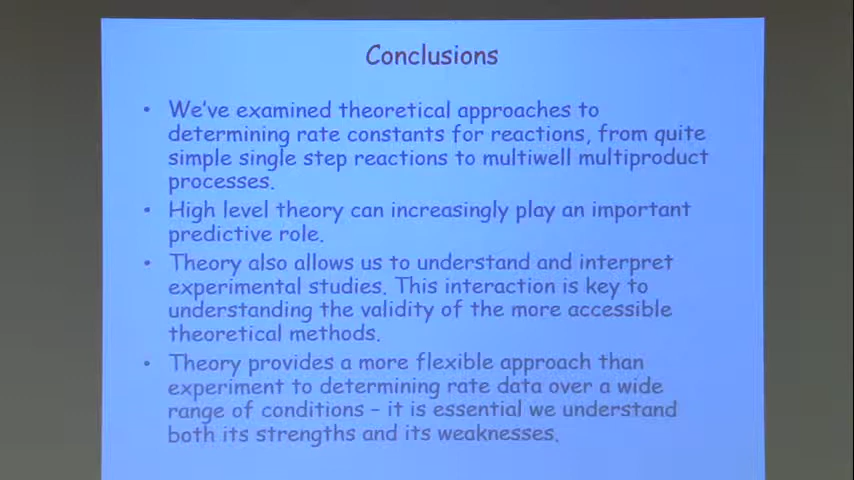 Conclusions
• We've examined theoretical approaches to
determining rate constants for reactions, from quite
simple single step reactions to multiwell multiproduct
processes.
• High level theory can increasingly play an important
predictive role.
• Theory also allows us to understand and interpret
experimental studies. This interaction is key to
understanding the validity of the more accessible
theoretical methods.
• Theory provides a more flexible approach than
experiment to determining rate data over a wide
range of conditions – it is essential we understand
both its strengths and its weaknesses.